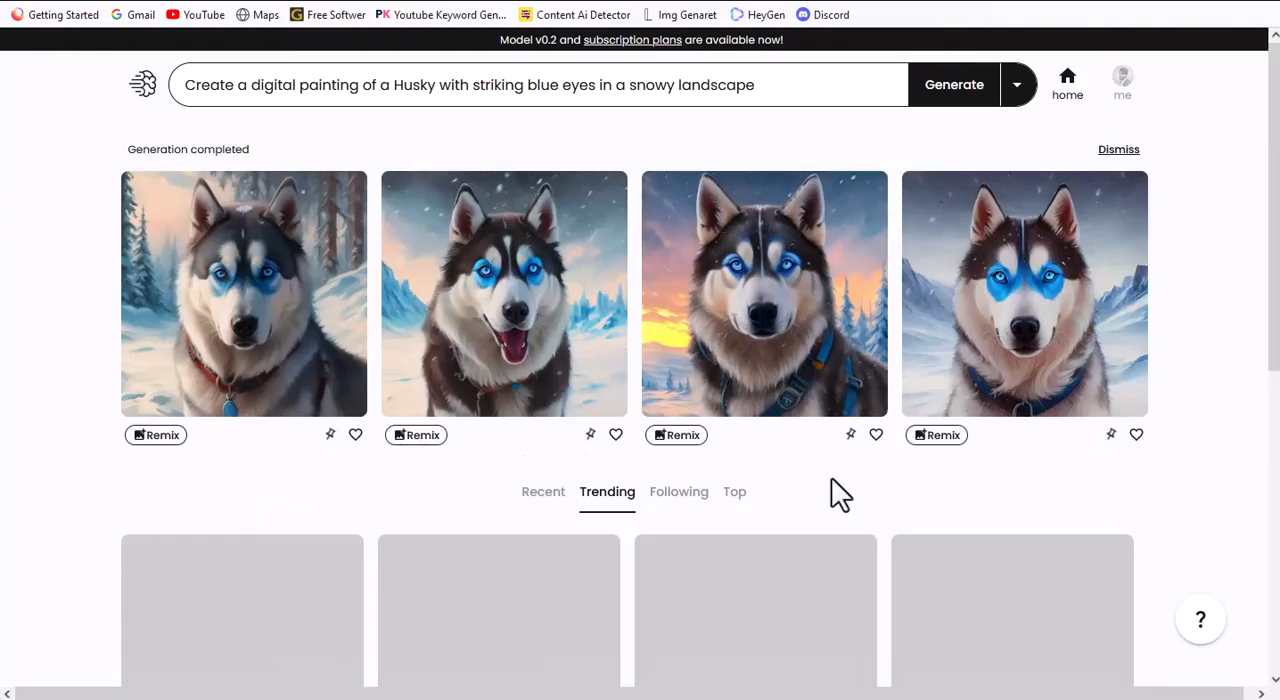 Getting Started Gmail YouTube Maps Free Softwer PK Youtube Keyword Gen... Content Ai Detector Img Genaret HeyGen Discord
Model v0.2 and subscription plans are available now!
Create a digital painting of a Husky with striking blue eyes in a snowy landscape Generate home me
Generation completed Dismiss
Remix Remix Remix Remix
Recent Trending Following Top
?